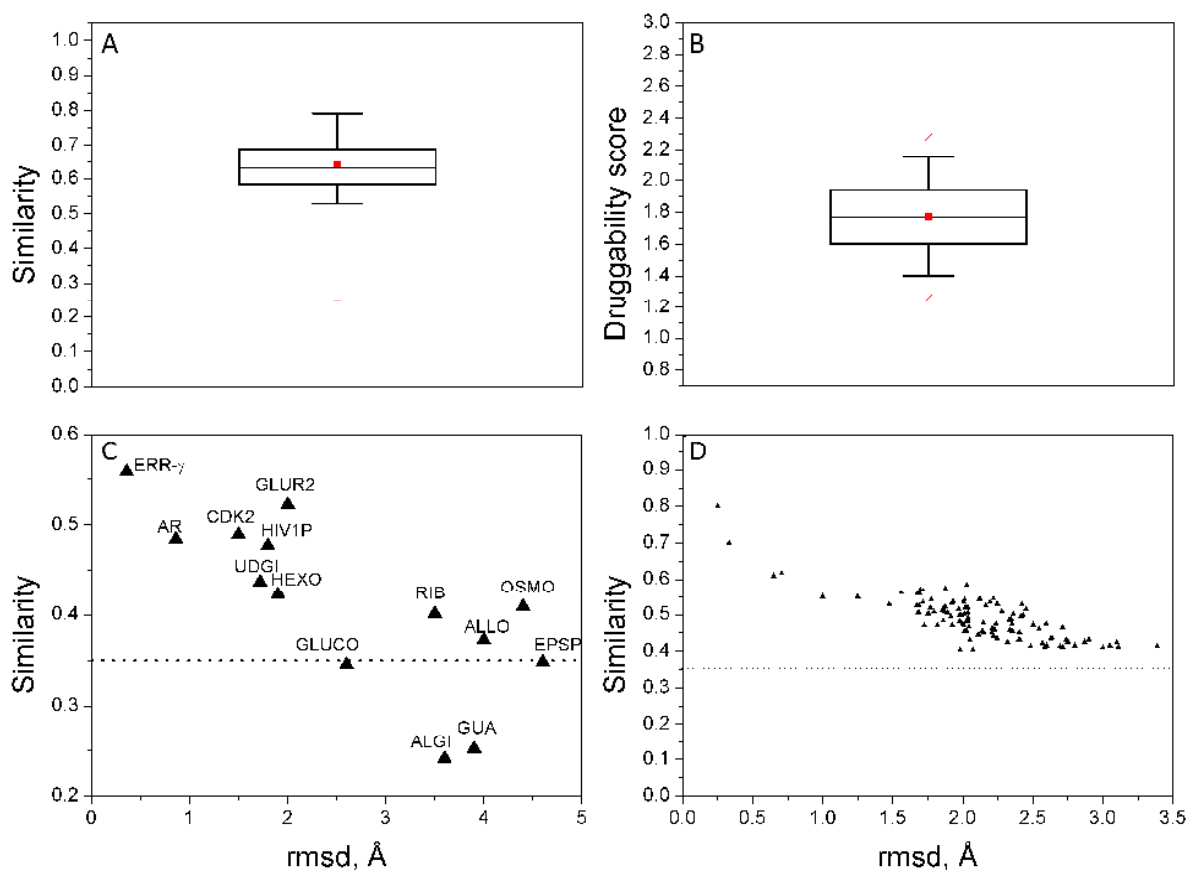 A
1.0
0.9
0.8
0.7
0.6
0.5
0.4
0.3
0.2
0.1
0.0
Similarity
B
3.0
2.8
2.6
2.4
2.2
2.0
1.8
1.6
1.4
1.2
1.0
0.8
Druggability score
C
0.6
0.5
0.4
0.3
0.2
Similarity
ERR-γ
GLUR2
AR
CDK2
HIV1P
UDGI
HEXO
RIB
OSMO
ALLO
GLUCO
EPSP
ALGI
GUA
0
1
2
3
4
5
rmsd, Å
D
1.0
0.9
0.8
0.7
0.6
0.5
0.4
0.3
0.2
0.1
0.0
Similarity
0.0
0.5
1.0
1.5
2.0
2.5
3.0
3.5
rmsd, Å